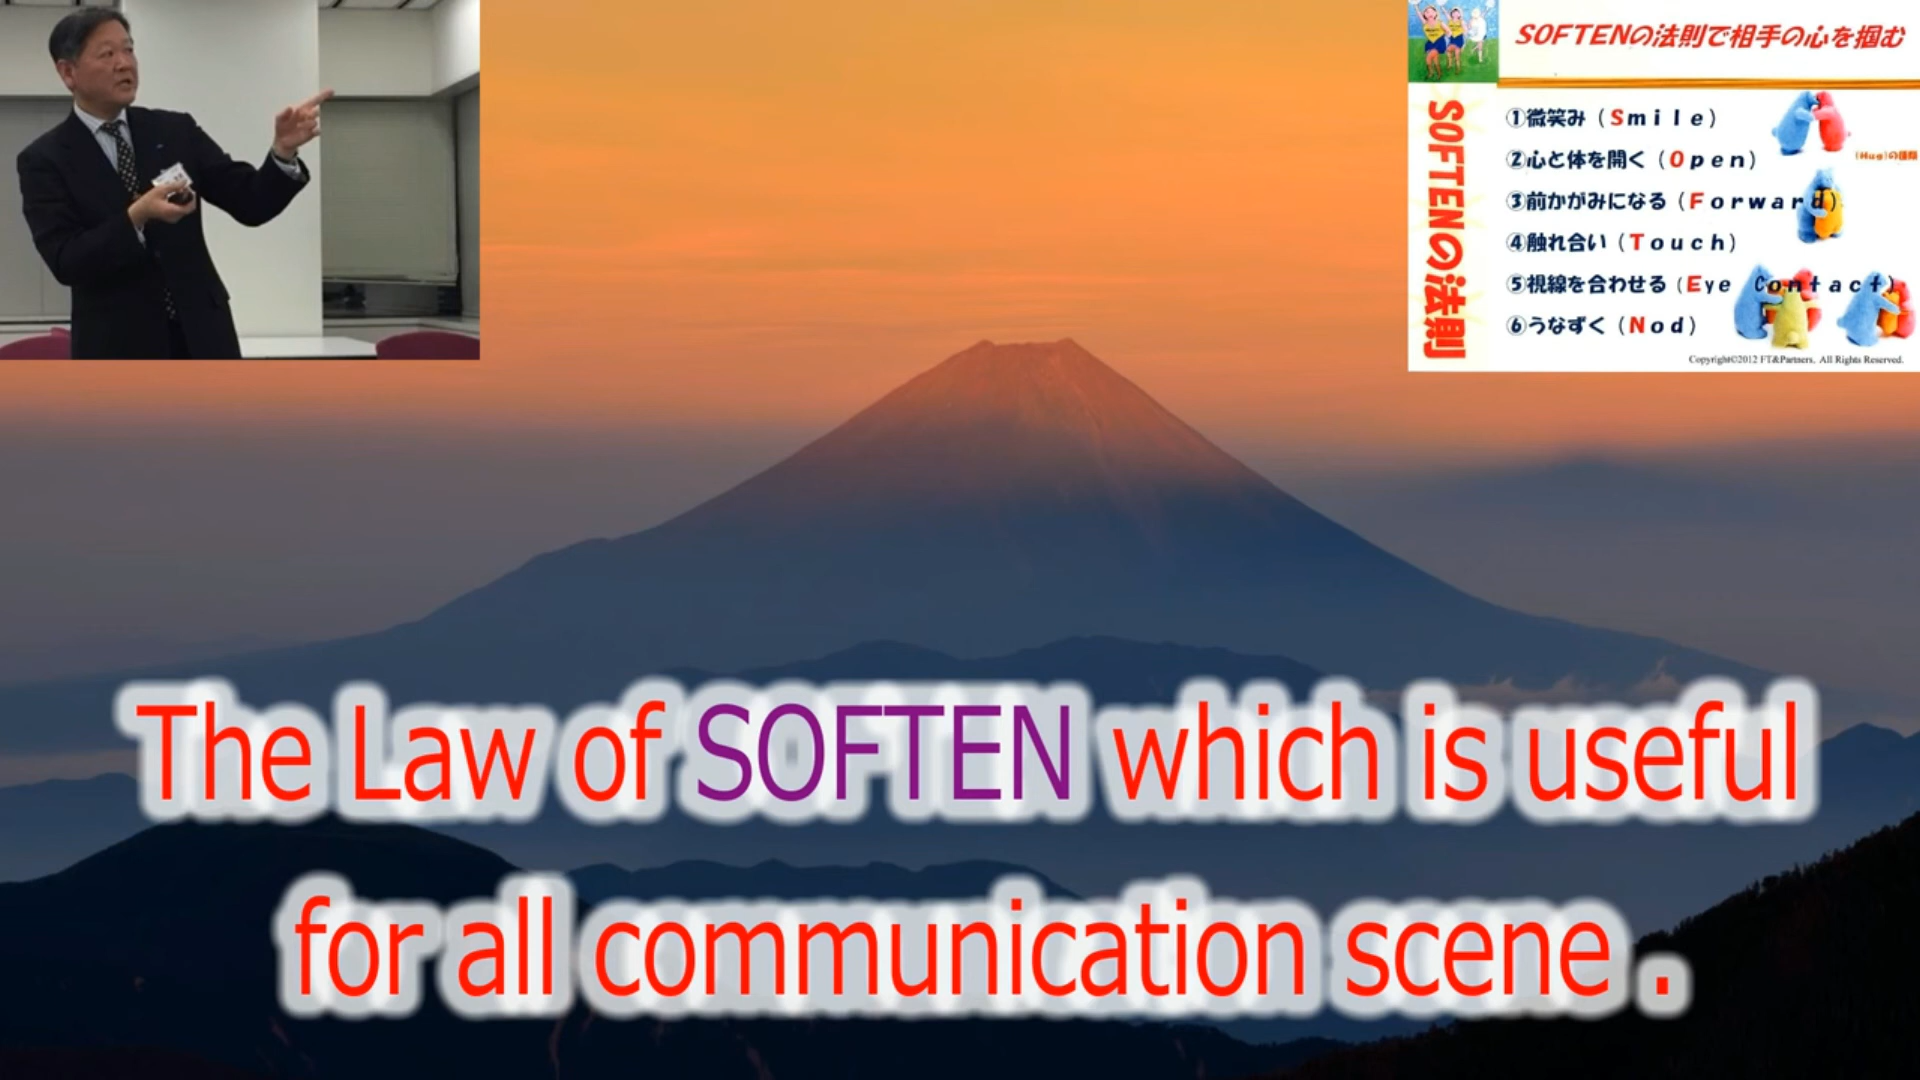 SOFTENの法則で相手の心を掴む
SOFTENの法則
①微笑み（Smile）
②心と体を開く（Open）
(Hug)の種類
③前かがみになる（Forward）
④触れ合い（Touch）
⑤視線を合わせる（Eye Contact）
⑥うなずく（Nod）
Copyright©2012 FT&Partners. All Rights Reserved.
The Law of SOFTEN which is useful
for all communication scene .